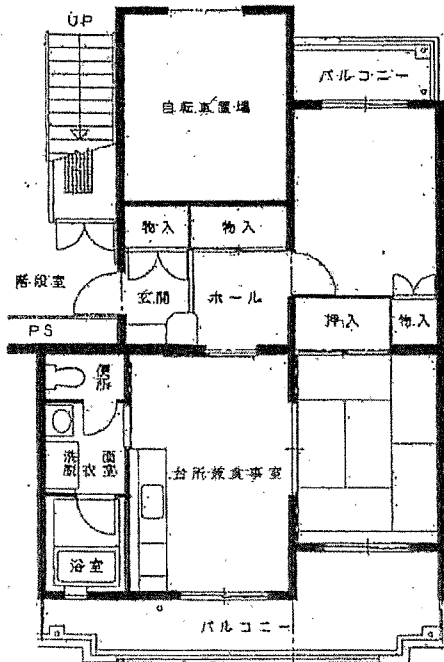 UP
バルコニー
自転車置場
物入
物入
階段室
玄関
ホール
PS
押入
物入
便所
洗面
脱衣室
台所兼食事室
浴室
バルコニー